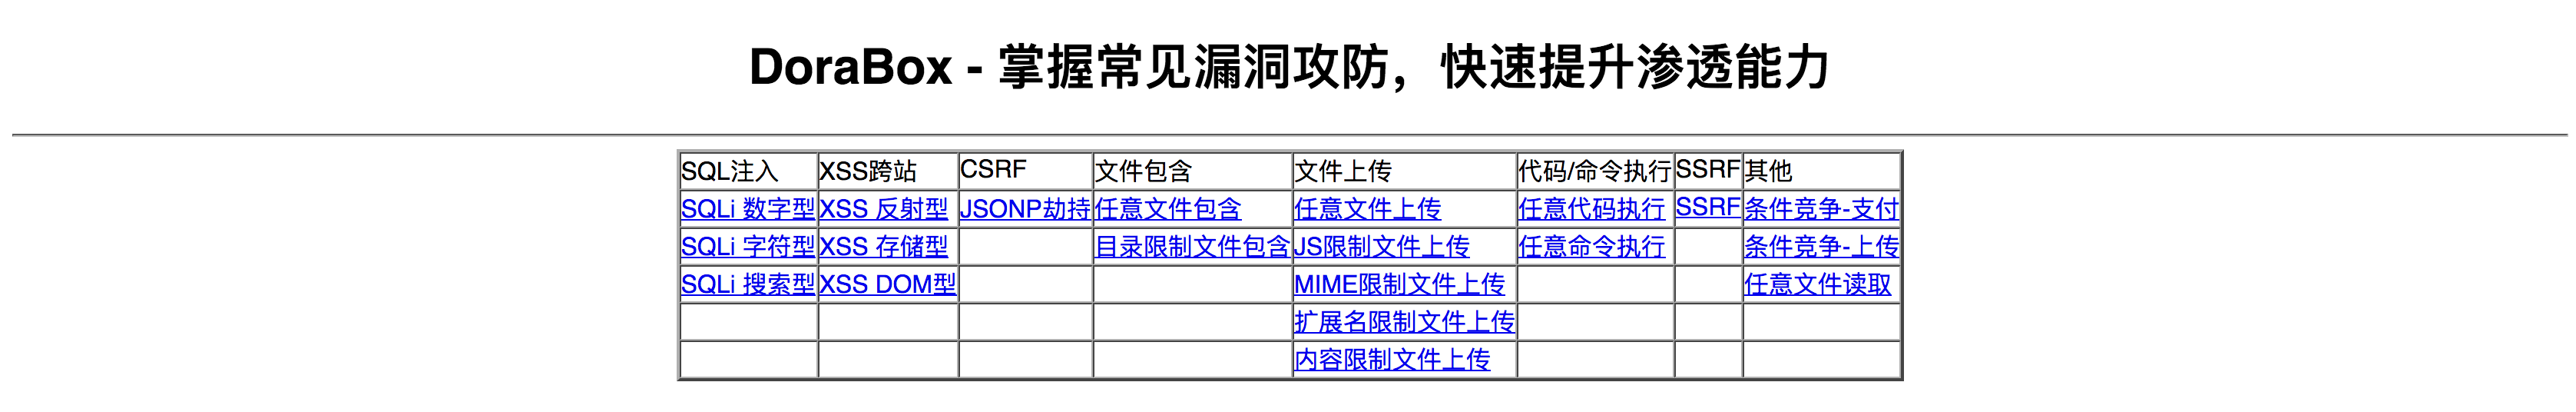 DoraBox - 掌握常见漏洞攻防，快速提升渗透能力
SQL注入 XSS跨站 CSRF 文件包含 文件上传 代码/命令执行 SSRF 其他
SQLi 数字型 XSS 反射型 JSONP劫持 任意文件包含 任意文件上传 任意代码执行 SSRF 条件竞争-支付
SQLi 字符型 XSS 存储型 目录限制文件包含 JS限制文件上传 任意命令执行 条件竞争-上传
SQLi 搜索型 XSS DOM型 MIME限制文件上传 任意文件读取
扩展名限制文件上传
内容限制文件上传